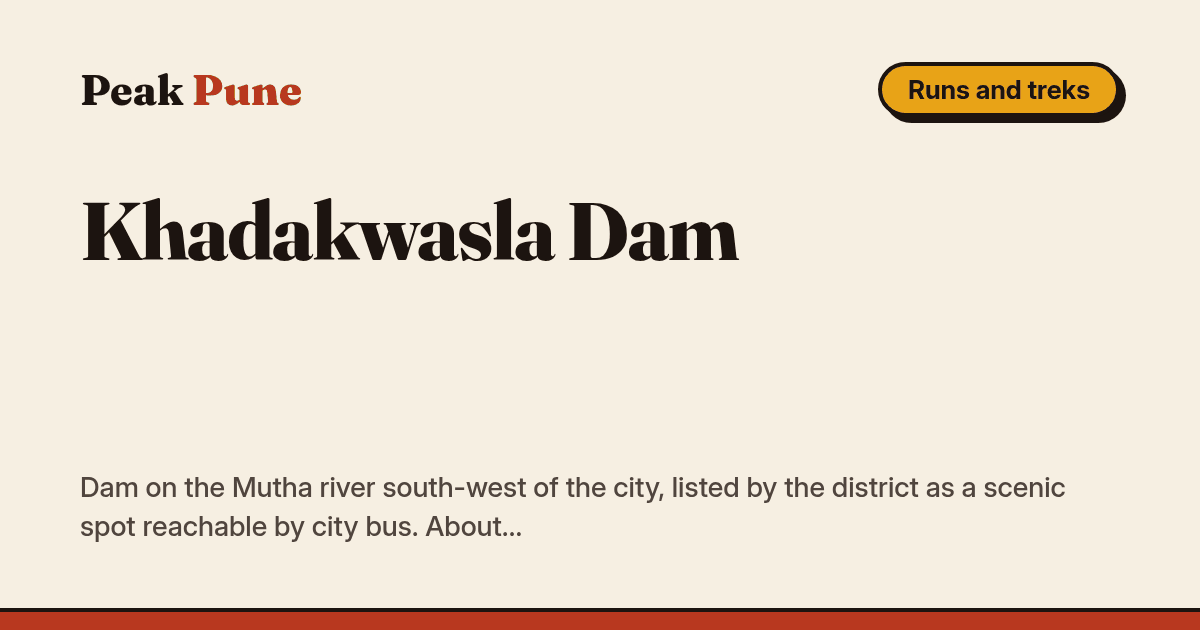 Peak Pune
Runs and treks
Khadakwasla Dam
Dam on the Mutha river south-west of the city, listed by the district as a scenic
spot reachable by city bus. About...